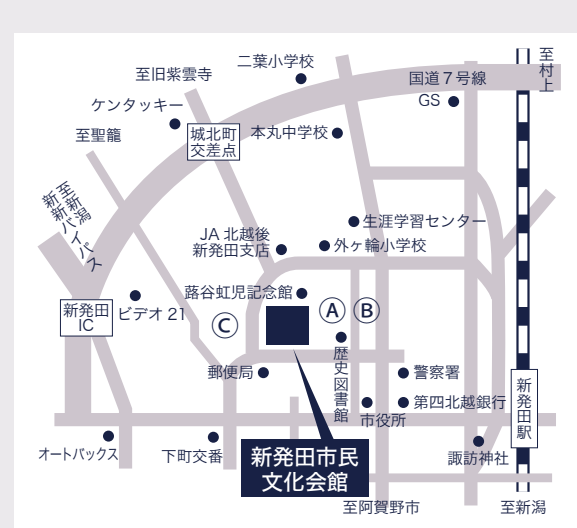 至村上
二葉小学校
至旧紫雲寺
国道7号線
GS
ケンタッキー
至聖籠
城北町
交差点
本丸中学校
至新潟
新新バイパス
生涯学習センター
JA 北越後
新発田支店
外ヶ輪小学校
蕗谷虹児記念館
新発田
IC
ビデオ 21
Ⓒ
Ⓐ
Ⓑ
歴史図書館
郵便局
警察署
新発田駅
第四北越銀行
市役所
オートバックス
下町交番
新発田市民
文化会館
諏訪神社
至阿賀野市
至新潟